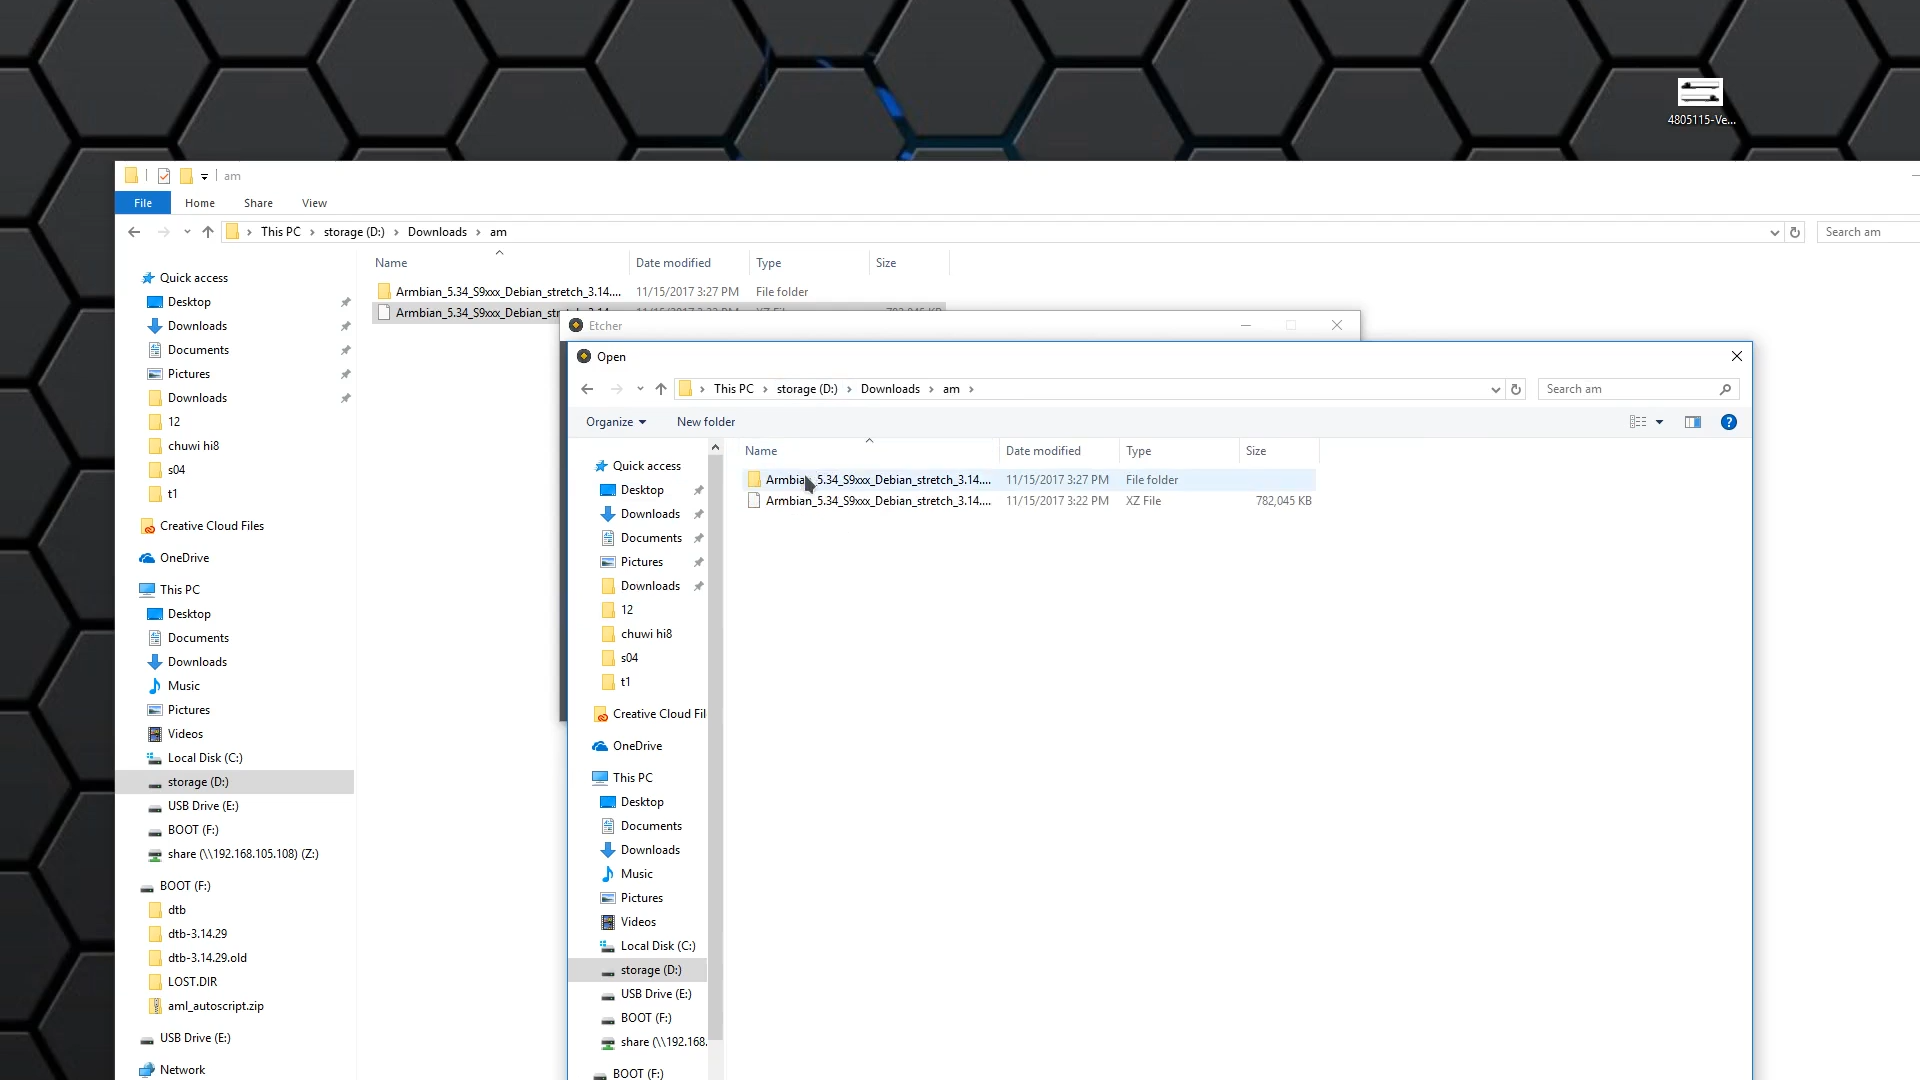 4805115-Ve...
am
File Home Share View
This PC storage (D:) Downloads am
Search am
Name Date modified Type Size
Armbian_5.34_S9xxx_Debian_stretch_3.14.... 11/15/2017 3:27 PM File folder
Armbian_5.34_S9xxx_Debian_str
Quick access
Desktop
Downloads
Documents
Pictures
Downloads
12
chuwi hi8
s04
t1
Creative Cloud Files
OneDrive
This PC
Desktop
Documents
Downloads
Music
Pictures
Videos
Local Disk (C:)
storage (D:)
USB Drive (E:)
BOOT (F:)
share (\\192.168.105.108) (Z:)
BOOT (F:)
dtb
dtb-3.14.29
dtb-3.14.29.old
LOST.DIR
aml_autoscript.zip
USB Drive (E:)
Network
Etcher
Open
This PC storage (D:) Downloads am
Search am
Organize New folder
Name Date modified Type Size
Armbian_5.34_S9xxx_Debian_stretch_3.14.... 11/15/2017 3:27 PM File folder
Armbian_5.34_S9xxx_Debian_stretch_3.14.... 11/15/2017 3:22 PM XZ File 782,045 KB
Quick access
Desktop
Downloads
Documents
Pictures
Downloads
12
chuwi hi8
s04
t1
Creative Cloud Fil
OneDrive
This PC
Desktop
Documents
Downloads
Music
Pictures
Videos
Local Disk (C:)
storage (D:)
USB Drive (E:)
BOOT (F:)
share (\\192.168.
BOOT (F:)